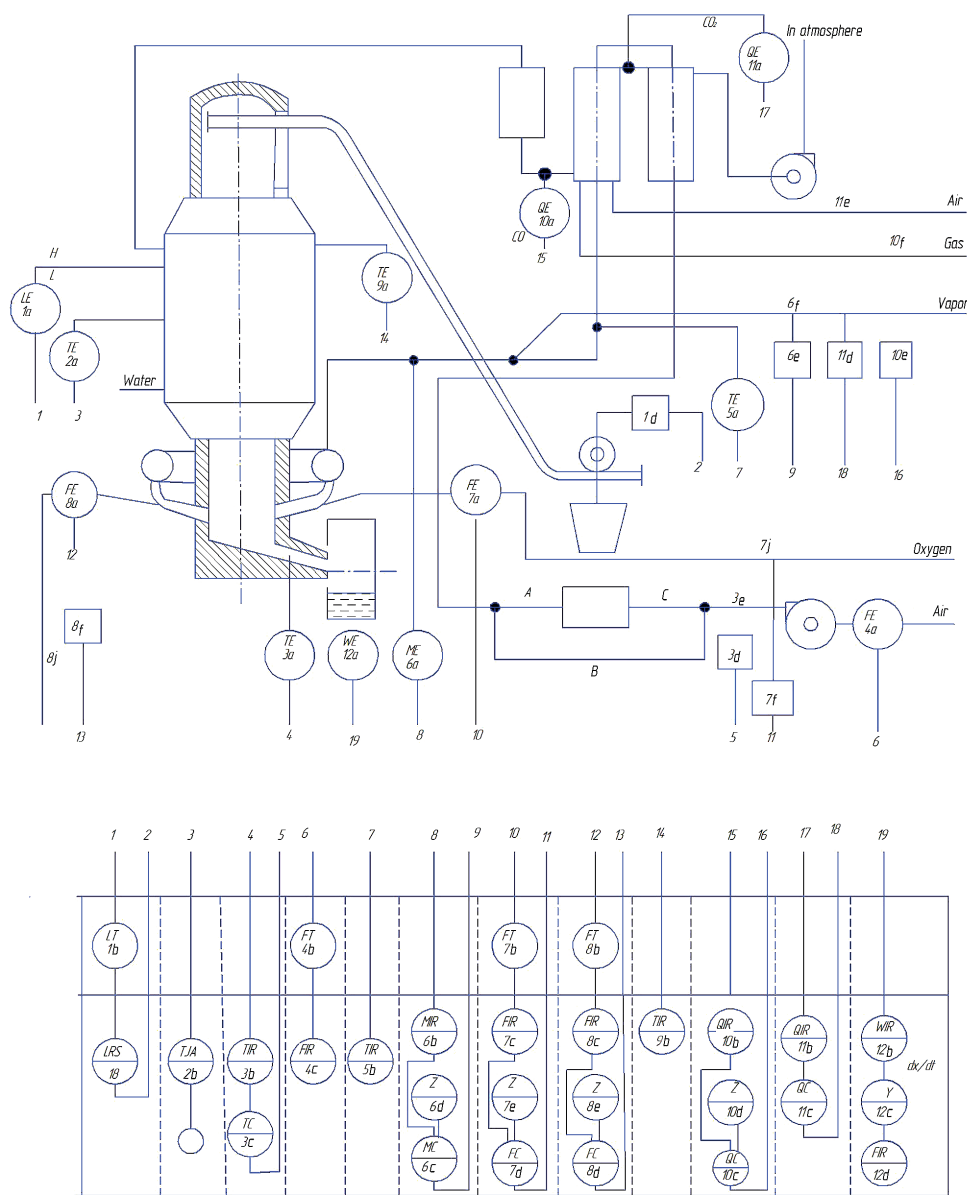 CO₂
In atmosphere
QE
11a
17
QE
10a
CO
15
11e
Air
10f
Gas
H
L
LE
1a
TE
9a
14
TE
2a
6f
Vapor
6e
11d
10e
Water
1
3
1d
TE
5a
2
7
9
18
16
FE
8a
FE
7a
12
7j
Oxygen
A
C
3e
8f
FE
4a
Air
8j
TE
3a
WE
12a
ME
6a
B
3d
7f
13
4
19
8
10
5
11
6
1 2 3 4 5 6 7 8 9 10 11 12 13 14 15 16 17 18 19
LT
1b
FT
4b
FT
7b
FT
8b
LRS
18
TJA
2b
TIR
3b
FIR
4c
TIR
5b
MIR
6b
FIR
7c
FIR
8c
TIR
9b
QIR
10b
QIR
11b
WIR
12b
dx/dt
TC
3c
Z
6d
Z
7e
Z
8e
Z
10d
QC
11c
Y
12c
MC
6c
FC
7d
FC
8d
QC
10c
FIR
12d